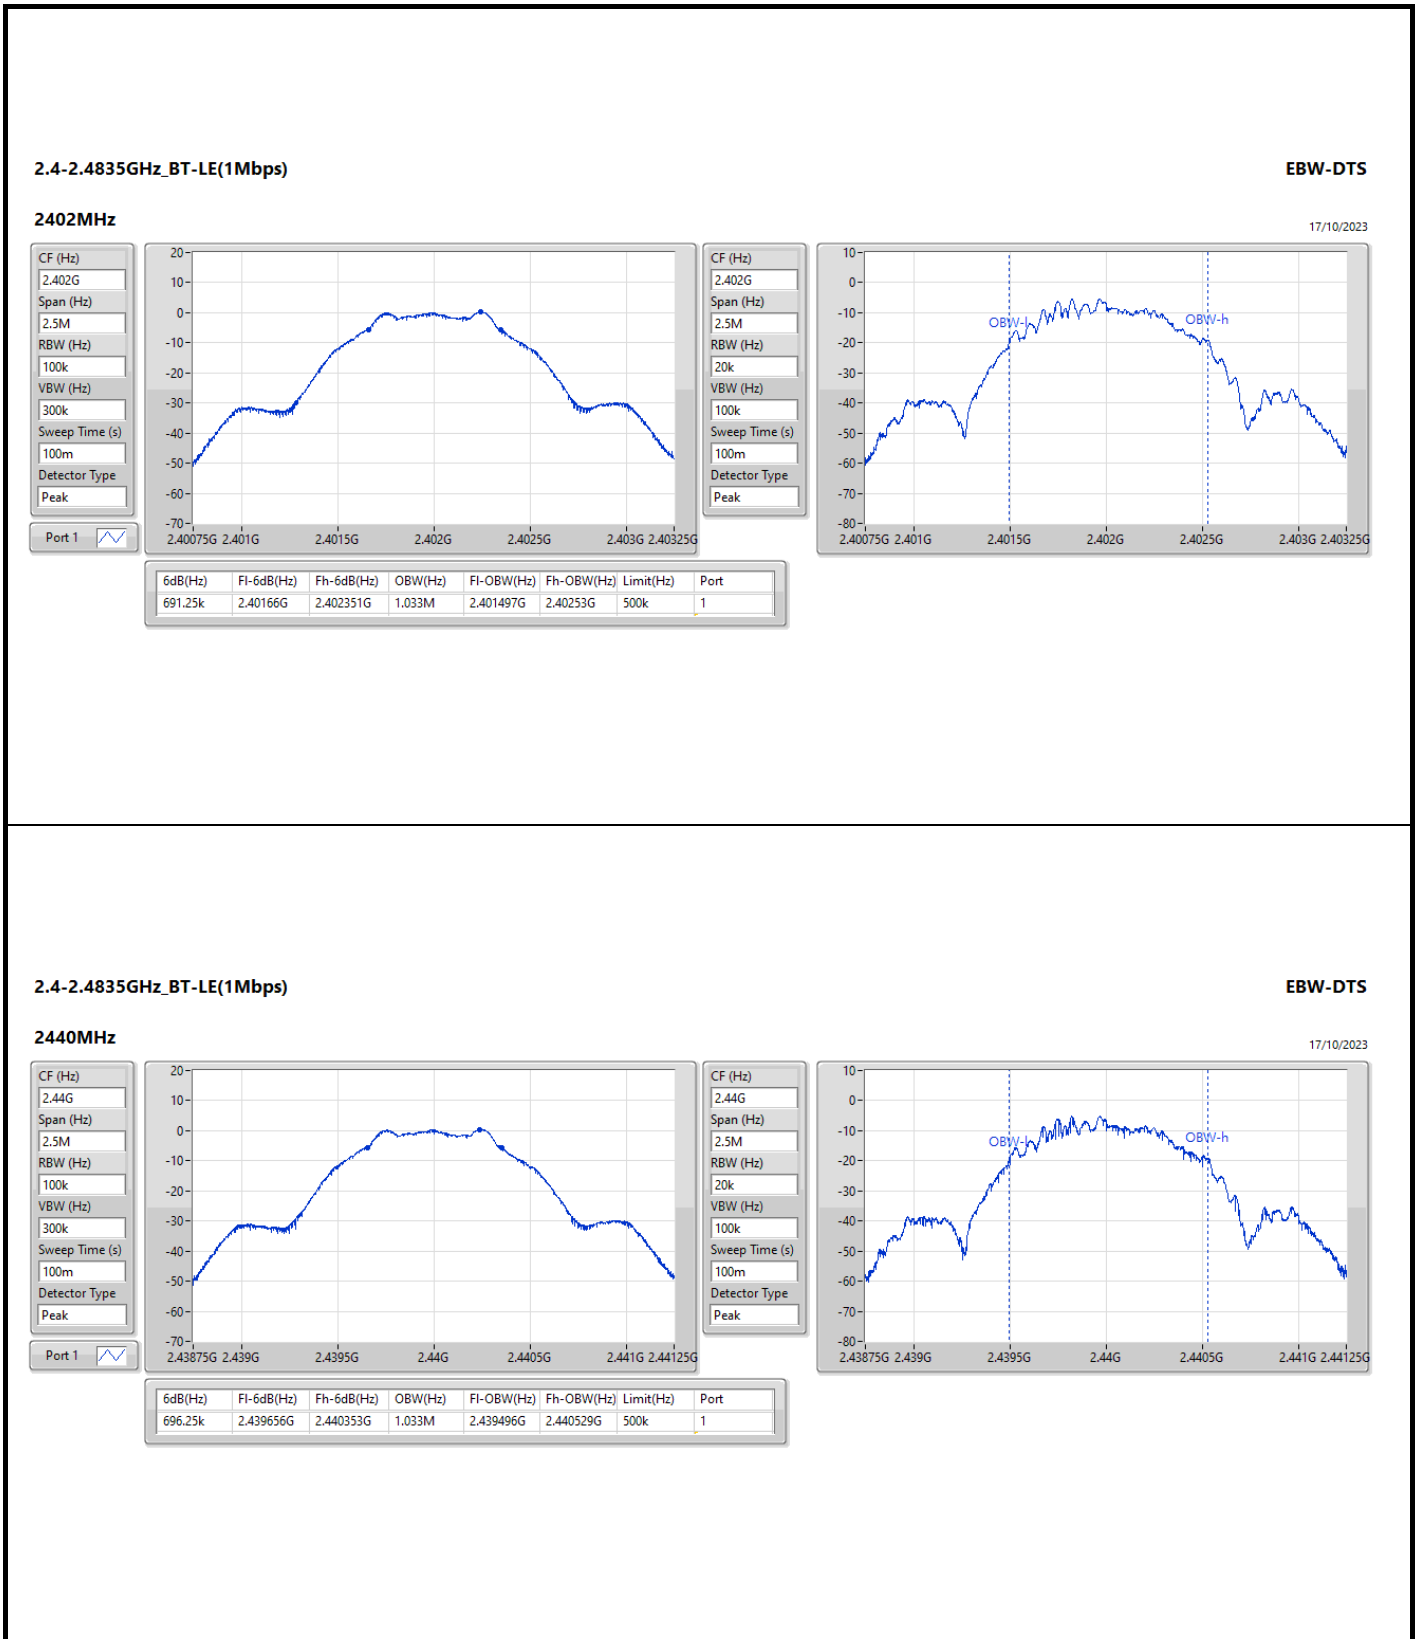 2.4-2.4835GHz_BT-LE(1Mbps) EBW-DTS
2402MHz
17/10/2023
CF (Hz)
2.402G
Span (Hz)
2.5M
RBW (Hz)
100k
VBW (Hz)
300k
Sweep Time (s)
100m
Detector Type
Peak
Port 1
20
10
0
-10
-20
-30
-40
-50
-60
-70
2.40075G 2.401G 2.4015G 2.402G 2.4025G 2.403G 2.40325G
CF (Hz)
2.402G
Span (Hz)
2.5M
RBW (Hz)
20k
VBW (Hz)
100k
Sweep Time (s)
100m
Detector Type
Peak
10
0
-10
-20
-30
-40
-50
-60
-70
-80
OBW-l OBW-h
2.40075G 2.401G 2.4015G 2.402G 2.4025G 2.403G 2.40325G
6dB(Hz) Fl-6dB(Hz) Fh-6dB(Hz) OBW(Hz) Fl-OBW(Hz) Fh-OBW(Hz) Limit(Hz) Port
691.25k 2.40166G 2.402351G 1.033M 2.401497G 2.40253G 500k 1
2.4-2.4835GHz_BT-LE(1Mbps) EBW-DTS
2440MHz
17/10/2023
CF (Hz)
2.44G
Span (Hz)
2.5M
RBW (Hz)
100k
VBW (Hz)
300k
Sweep Time (s)
100m
Detector Type
Peak
Port 1
20
10
0
-10
-20
-30
-40
-50
-60
-70
2.43875G 2.439G 2.4395G 2.44G 2.4405G 2.441G 2.44125G
CF (Hz)
2.44G
Span (Hz)
2.5M
RBW (Hz)
20k
VBW (Hz)
100k
Sweep Time (s)
100m
Detector Type
Peak
10
0
-10
-20
-30
-40
-50
-60
-70
-80
OBW-l OBW-h
2.43875G 2.439G 2.4395G 2.44G 2.4405G 2.441G 2.44125G
6dB(Hz) Fl-6dB(Hz) Fh-6dB(Hz) OBW(Hz) Fl-OBW(Hz) Fh-OBW(Hz) Limit(Hz) Port
696.25k 2.439656G 2.440353G 1.033M 2.439496G 2.440529G 500k 1